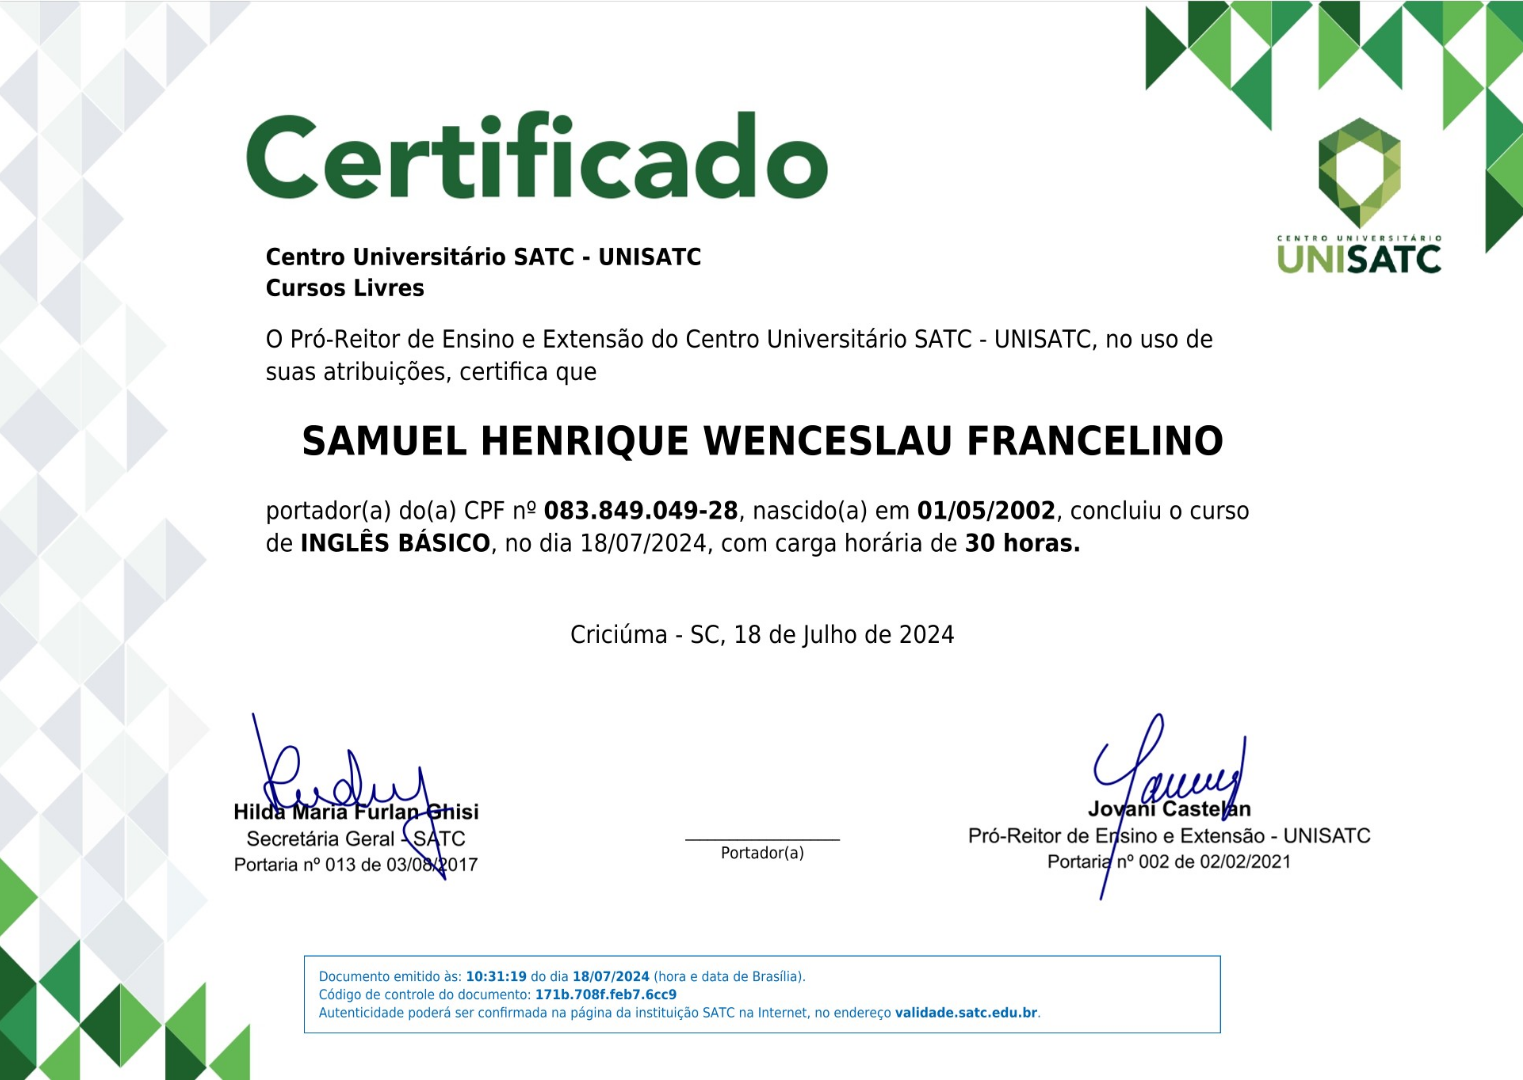 Certificado
CENTRO UNIVERSITÁRIO
UNISATC
Centro Universitário SATC - UNISATC
Cursos Livres
O Pró-Reitor de Ensino e Extensão do Centro Universitário SATC - UNISATC, no uso de
suas atribuições, certifica que
SAMUEL HENRIQUE WENCESLAU FRANCELINO
portador(a) do(a) CPF nº 083.849.049-28, nascido(a) em 01/05/2002, concluiu o curso
de INGLÊS BÁSICO, no dia 18/07/2024, com carga horária de 30 horas.
Criciúma - SC, 18 de Julho de 2024
Hilda Maria Furlan Ghisi
Secretária Geral - SATC
Portaria nº 013 de 03/08/2017
Portador(a)
Jovani Castelan
Pró-Reitor de Ensino e Extensão - UNISATC
Portaria nº 002 de 02/02/2021
Documento emitido às: 10:31:19 do dia 18/07/2024 (hora e data de Brasília).
Código de controle do documento: 171b.708f.feb7.6cc9
Autenticidade poderá ser confirmada na página da instituição SATC na Internet, no endereço validade.satc.edu.br.